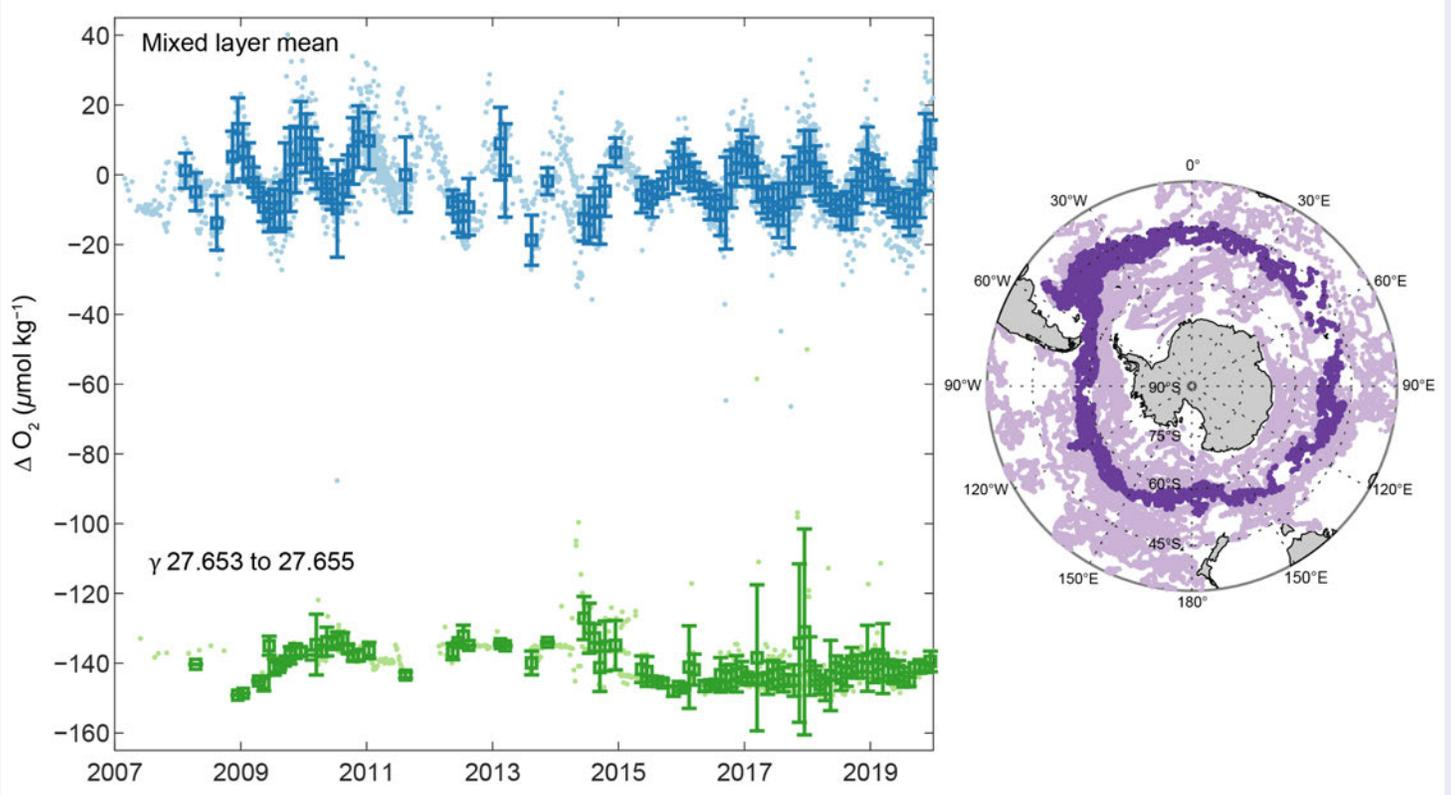 Mixed layer mean
40
20
0
−20
−40
−60
−80
−100
−120
−140
−160
Δ O₂ (μmol kg⁻¹)
γ 27.653 to 27.655
2007 2009 2011 2013 2015 2017 2019
0°
30°W 30°E
60°W 60°E
90°W 90°S 90°E
75°S
120°W 60°S 120°E
45°S
150°E 150°E
180°